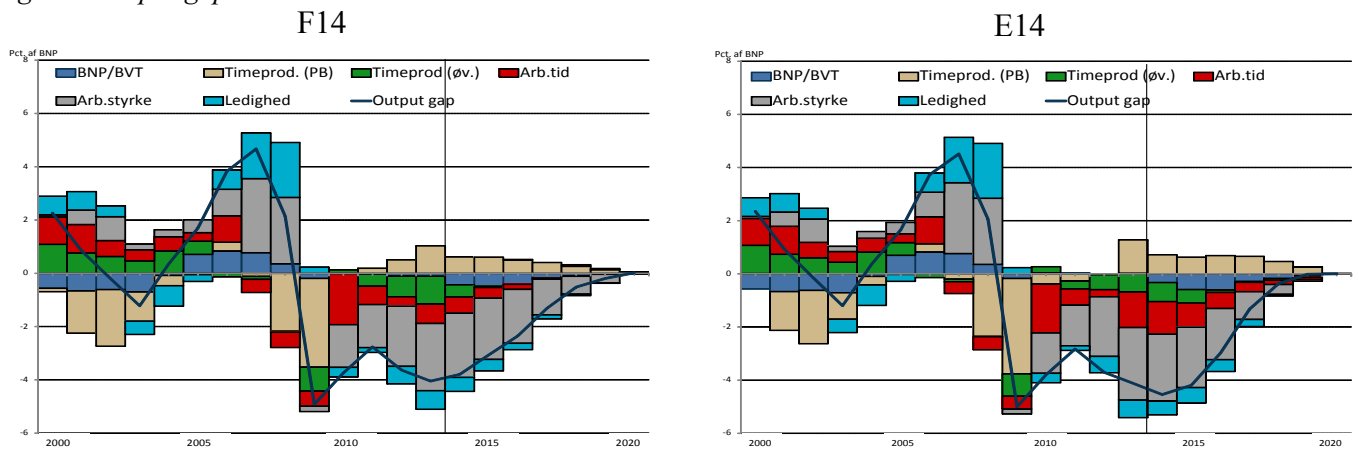 F14
Pct. af BNP
8
BNP/BVT Timeprod. (PB) Timeprod (øv.) Arb.tid
Arb.styrke Ledighed Output gap
6
4
2
0
-2
-4
-6
2000 2005 2010 2015 2020
E14
Pct. af BNP
8
BNP/BVT Timeprod. (PB) Timeprod (øv.) Arb.tid
Arb.styrke Ledighed Output gap
6
4
2
0
-2
-4
-6
2000 2005 2010 2015 2020